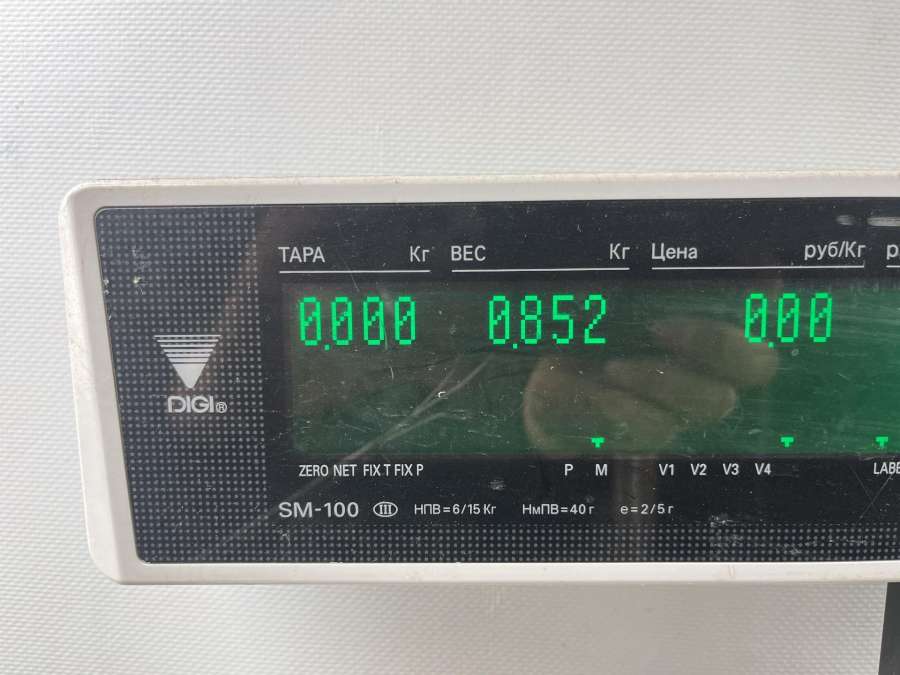 ТАРА Кг ВЕС Кг Цена руб/Кг
0.000 0.852 0.00
DIGI®
ZERO NET FIX T FIX P P M V1 V2 V3 V4
SM-100 III НПВ=6/15 Кг НмПВ=40 г e=2/5 г